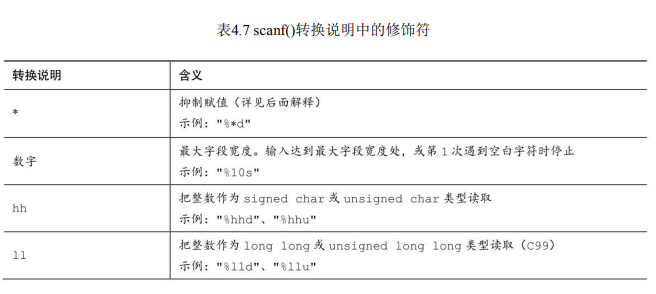 表4.7 scanf()转换说明中的修饰符
转换说明 含义
* 抑制赋值（详见后面解释）
示例："%*d"
数字 最大字段宽度。输入达到最大字段宽度处，或第 1 次遇到空白字符时停止
示例："%10s"
hh 把整数作为 signed char 或 unsigned char 类型读取
示例："%hhd"、"%hhu"
ll 把整数作为 long long 或 unsigned long long 类型读取（C99）
示例："%lld"、"%llu"